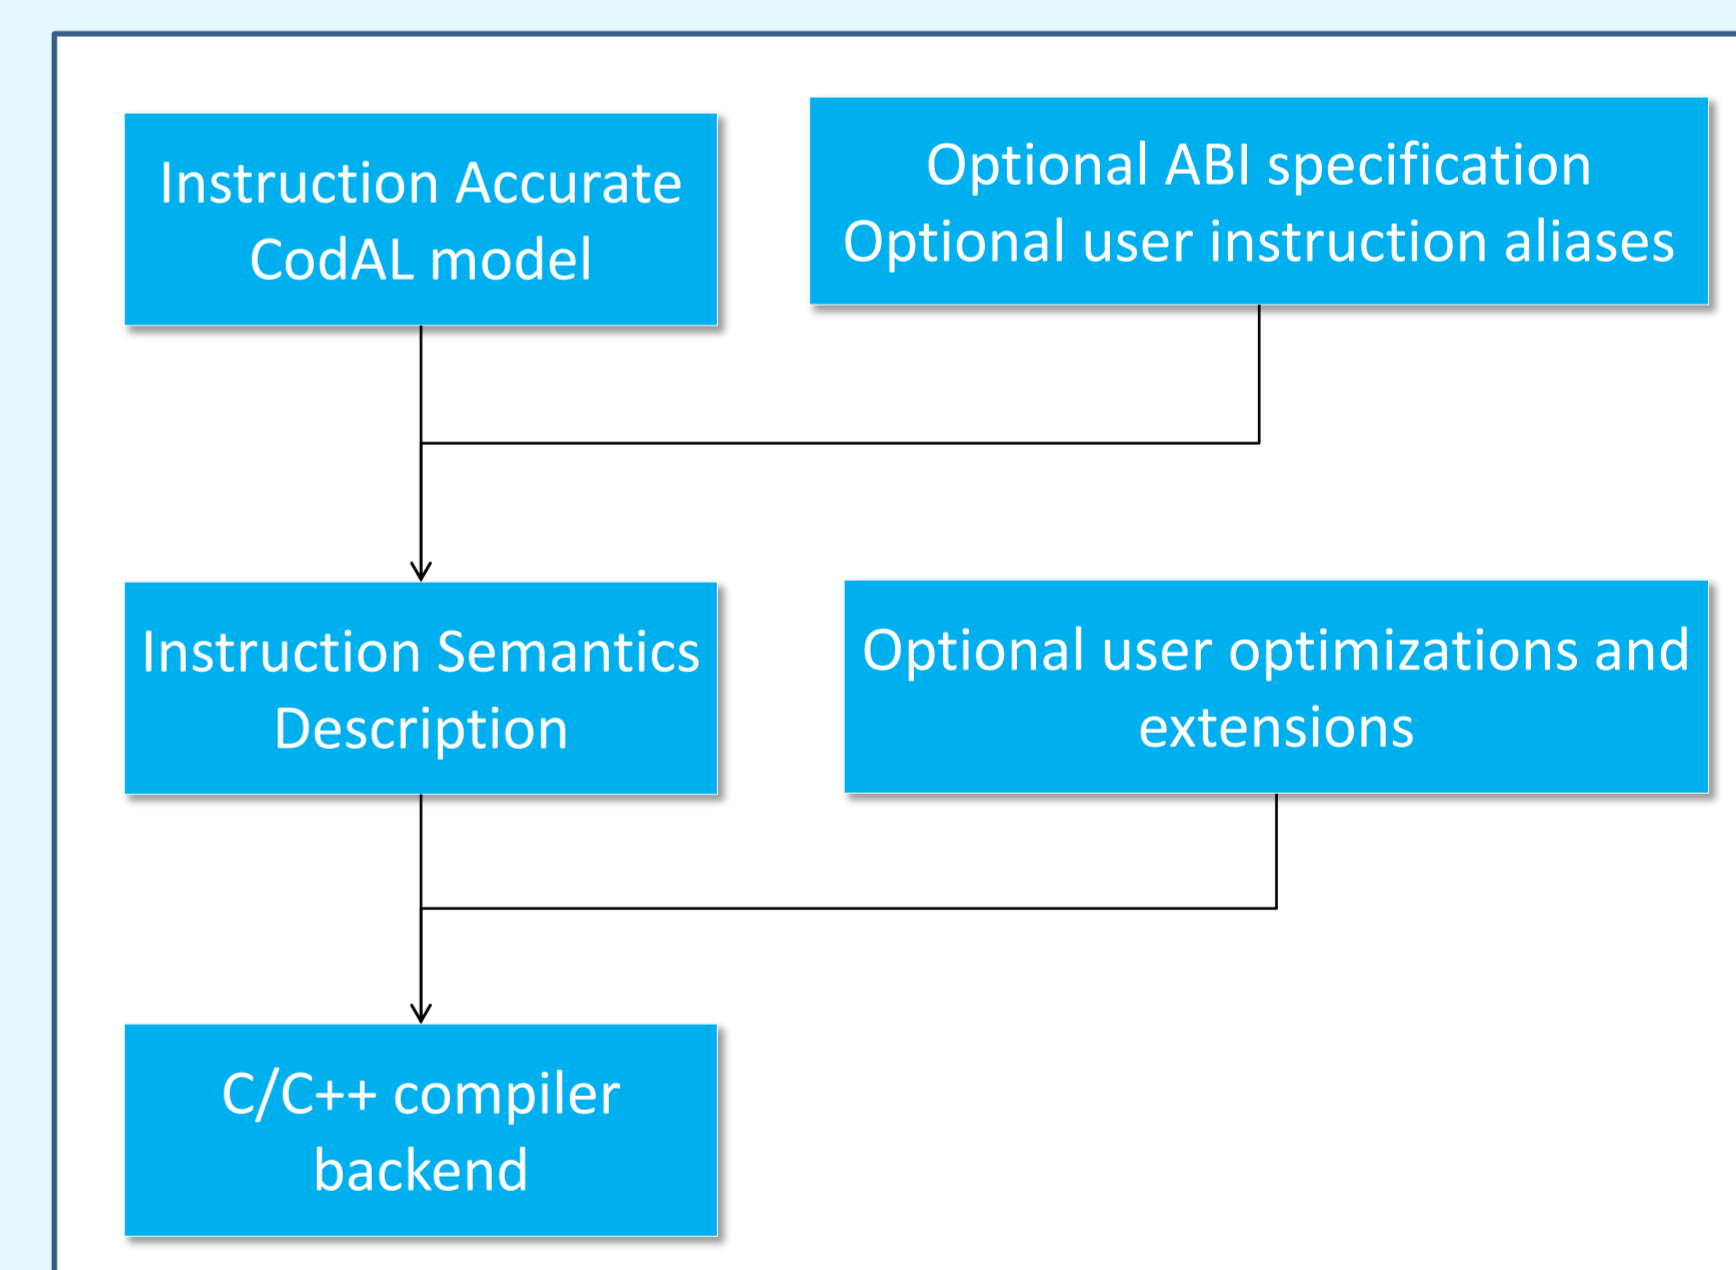 Instruction Accurate
CodAL model
Optional ABI specification
Optional user instruction aliases
Instruction Semantics
Description
Optional user optimizations and
extensions
C/C++ compiler
backend